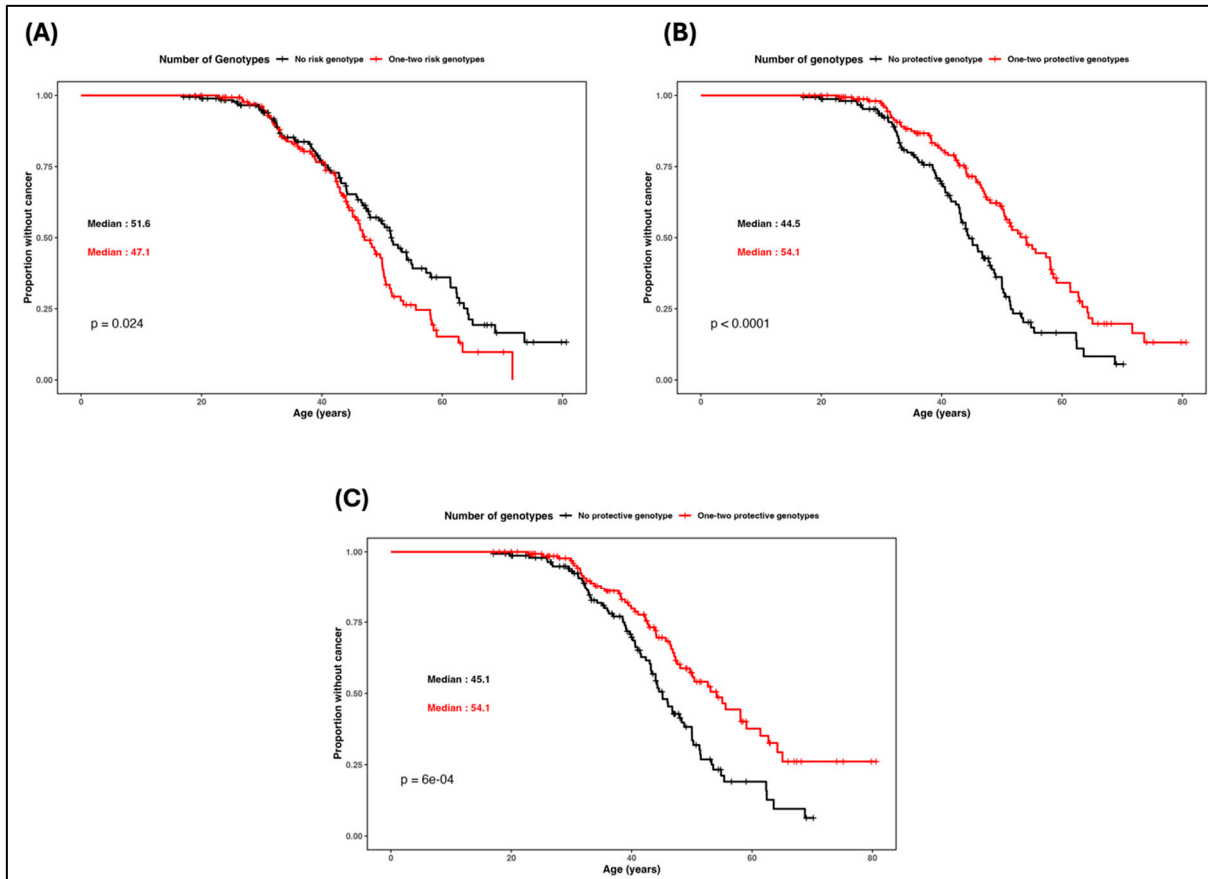 (A)
Number of Genotypes No risk genotype One-two risk genotypes
1.00
0.75
0.50
0.25
0.00
Proportion without cancer
Median : 51.6
Median : 47.1
p = 0.024
0 20 40 60 80
Age (years)
(B)
Number of genotypes No protective genotype One-two protective genotypes
1.00
0.75
0.50
0.25
0.00
Proportion without cancer
Median : 44.5
Median : 54.1
p < 0.0001
0 20 40 60 80
Age (years)
(C)
Number of genotypes No protective genotype One-two protective genotypes
1.00
0.75
0.50
0.25
0.00
Proportion without cancer
Median : 45.1
Median : 54.1
p = 6e-04
0 20 40 60 80
Age (years)